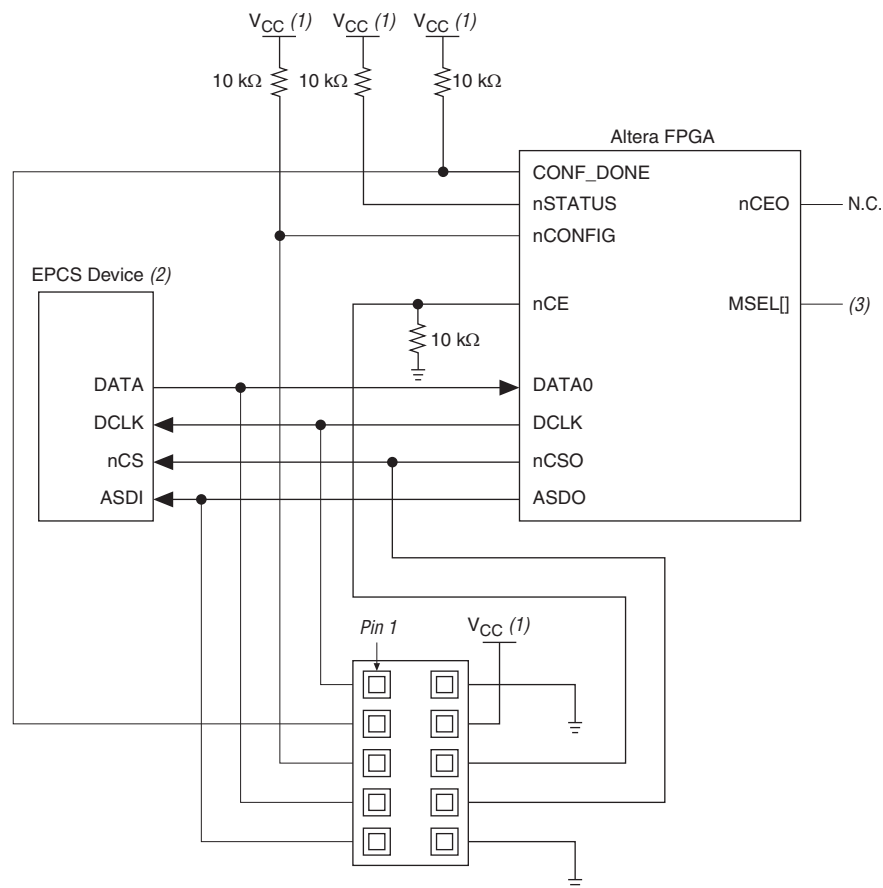 VCC (1) VCC (1) VCC (1)
10 kΩ 10 kΩ 10 kΩ
Altera FPGA
CONF_DONE
nSTATUS nCEO N.C.
nCONFIG
EPCS Device (2)
nCE MSEL[] (3)
10 kΩ
DATA DATA0
DCLK DCLK
nCS nCSO
ASDI ASDO
Pin 1 VCC (1)